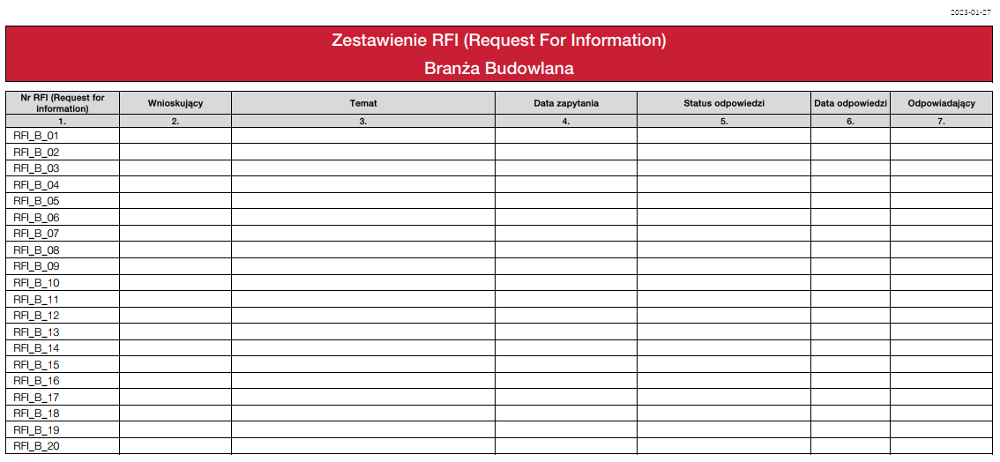 2023-01-27
Zestawienie RFI (Request For Information)
Branża Budowlana
Nr RFI (Request for information) Wnioskujący Temat Data zapytania Status odpowiedzi Data odpowiedzi Odpowiadający
1. 2. 3. 4. 5. 6. 7.
RFI_B_01
RFI_B_02
RFI_B_03
RFI_B_04
RFI_B_05
RFI_B_06
RFI_B_07
RFI_B_08
RFI_B_09
RFI_B_10
RFI_B_11
RFI_B_12
RFI_B_13
RFI_B_14
RFI_B_15
RFI_B_16
RFI_B_17
RFI_B_18
RFI_B_19
RFI_B_20